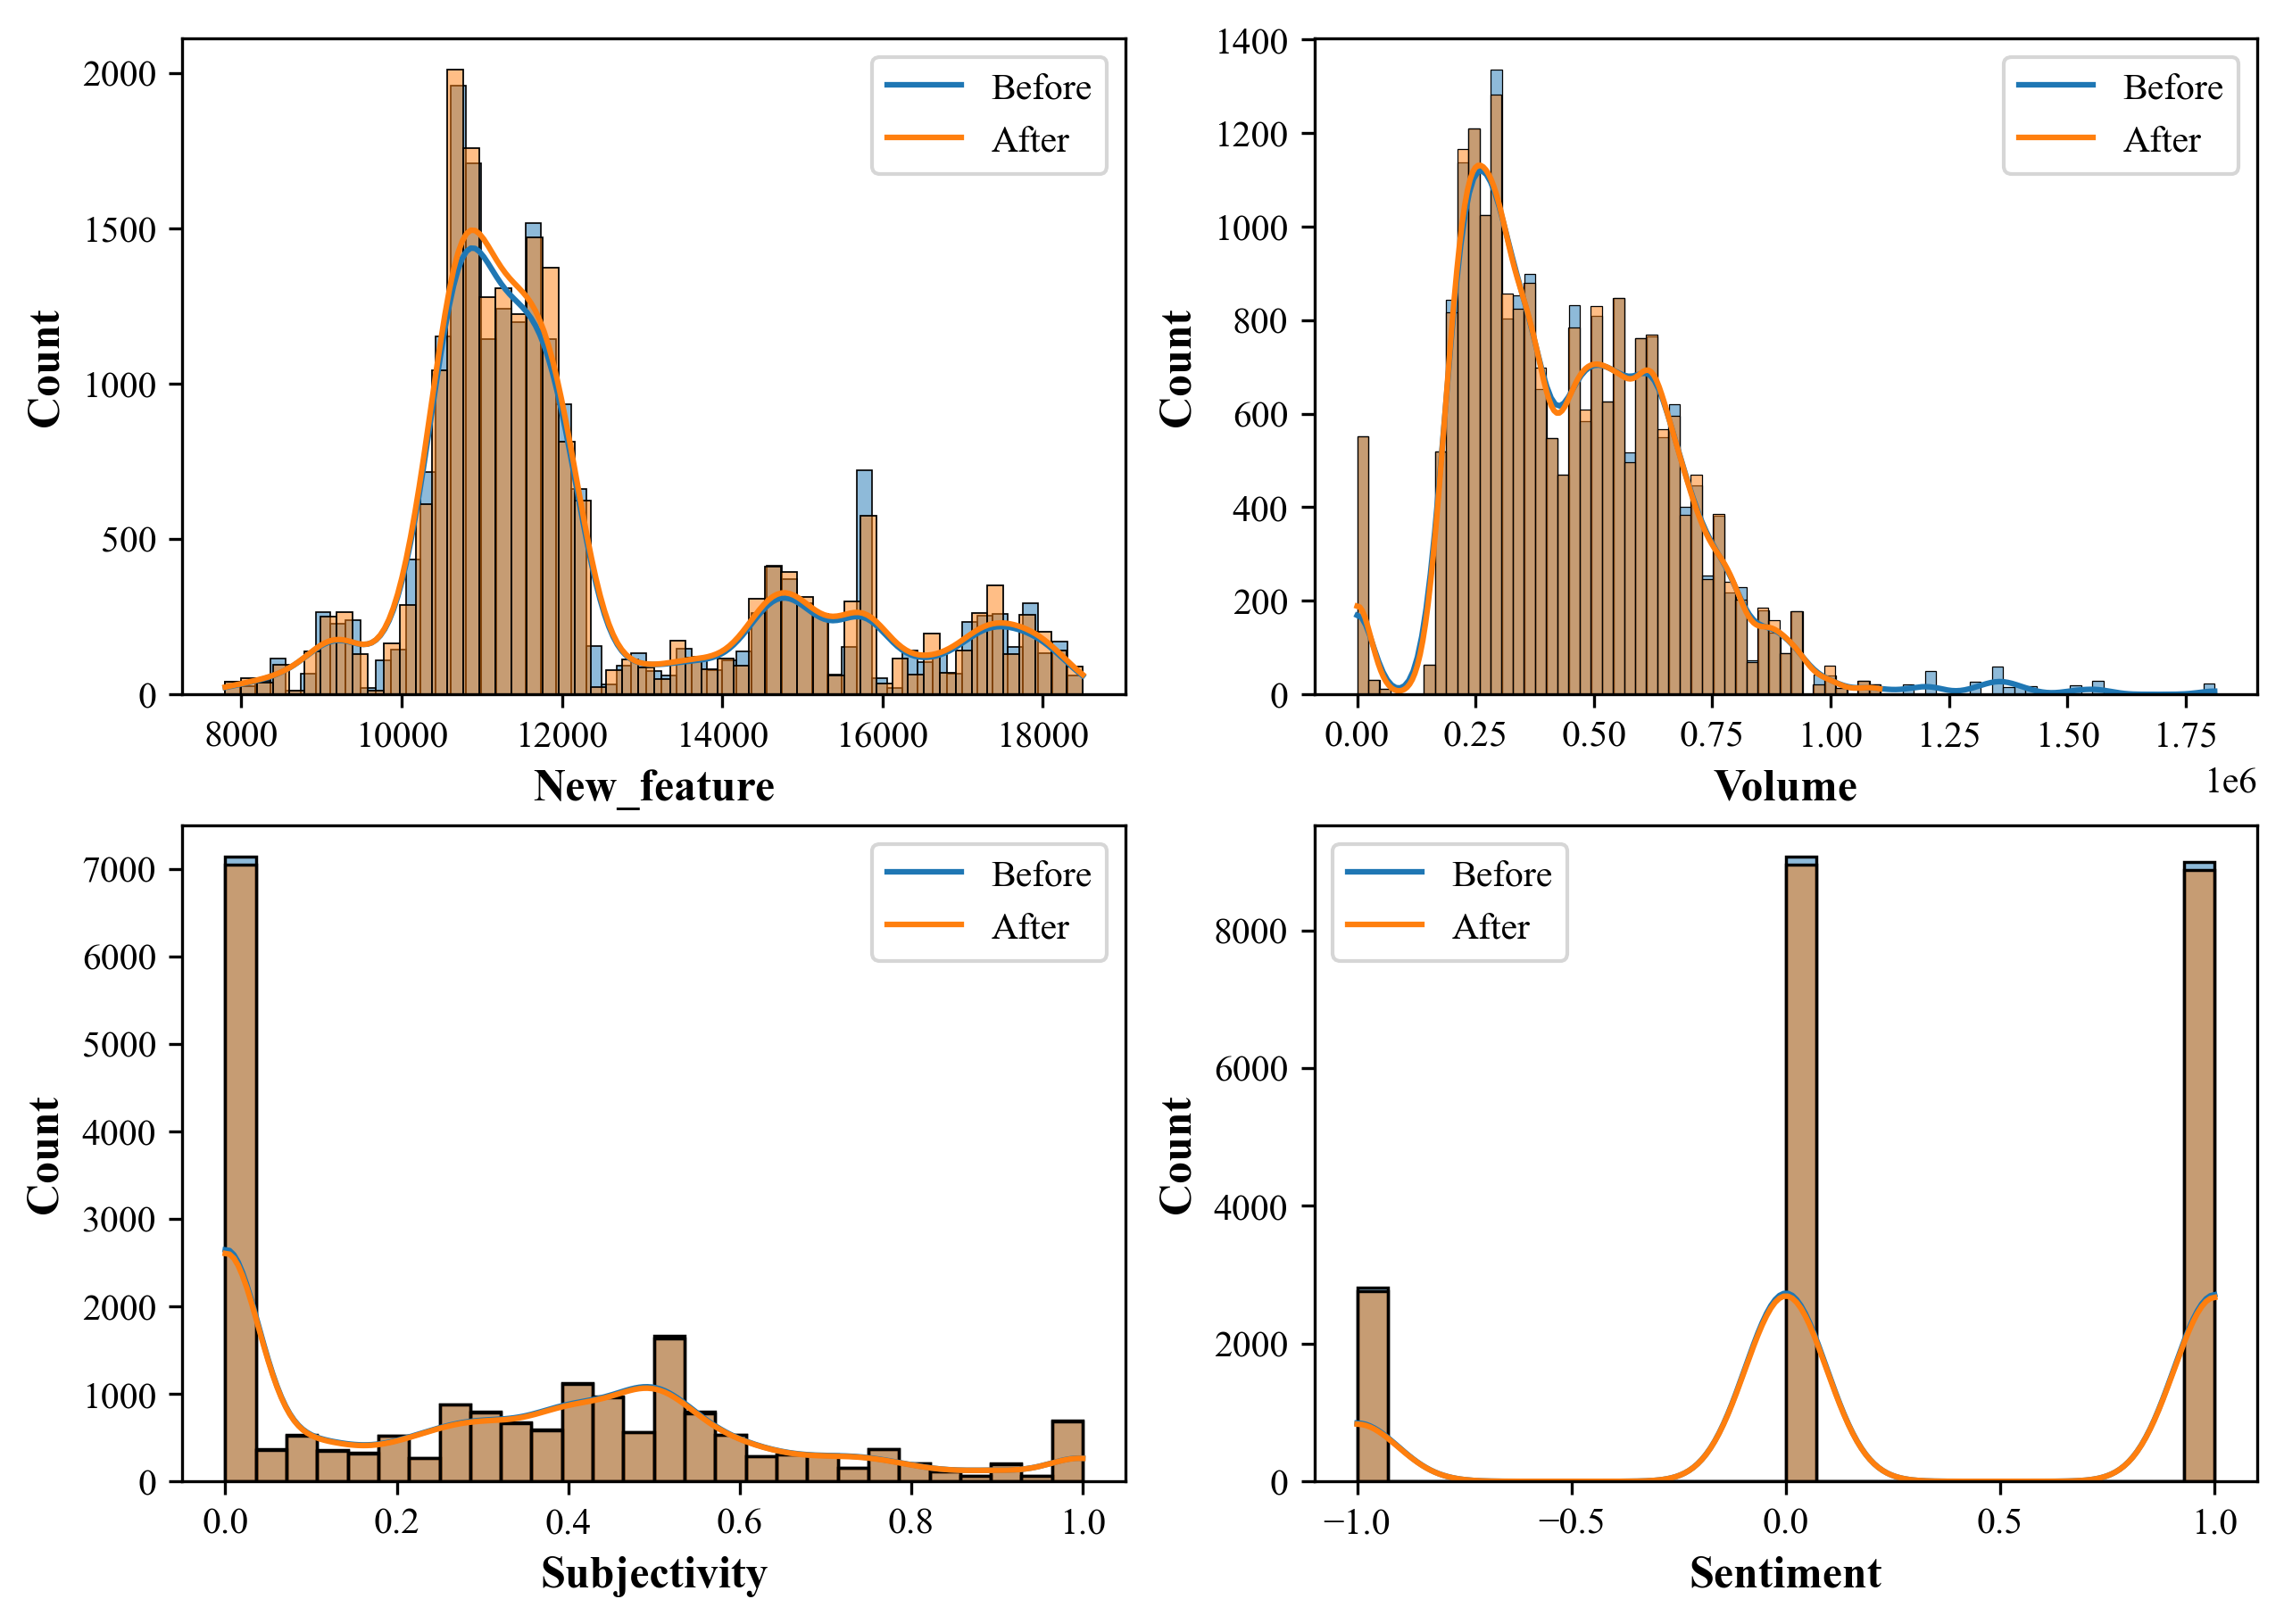 2000
1500
1000
500
0
Count
8000 10000 12000 14000 16000 18000
New_feature
Before
After
1400
1200
1000
800
600
400
200
0
Count
0.00 0.25 0.50 0.75 1.00 1.25 1.50 1.75
1e6
Volume
Before
After
7000
6000
5000
4000
3000
2000
1000
0
Count
0.0 0.2 0.4 0.6 0.8 1.0
Subjectivity
Before
After
8000
6000
4000
2000
0
Count
−1.0 −0.5 0.0 0.5 1.0
Sentiment
Before
After